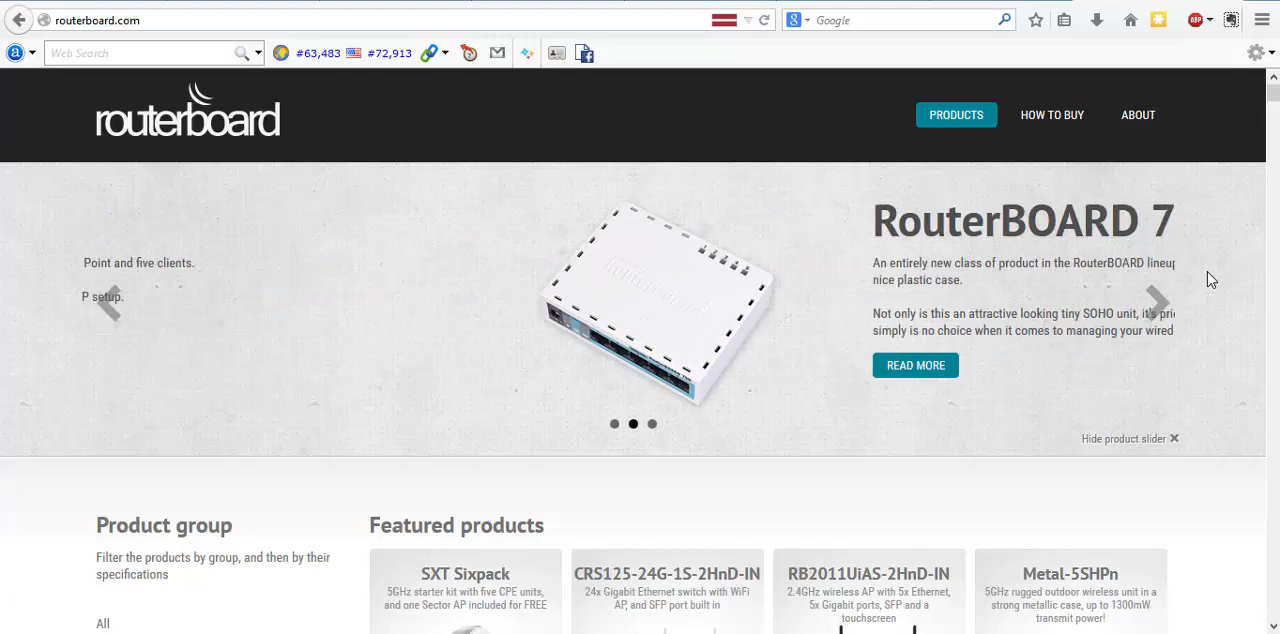 routerboard.com
Google
Web Search
#63,483
#72,913
routerboard
PRODUCTS
HOW TO BUY
ABOUT
Point and five clients.
P setup.
RouterBOARD 7
An entirely new class of product in the RouterBOARD lineup
nice plastic case.
Not only is this an attractive looking tiny SOHO unit, it's pri
simply is no choice when it comes to managing your wired
READ MORE
Hide product slider
Product group
Filter the products by group, and then by their
specifications
All
Featured products
SXT Sixpack
5GHz starter kit with five CPE units,
and one Sector AP included for FREE
CRS125-24G-1S-2HnD-IN
24x Gigabit Ethernet switch with WiFi
AP, and SFP port built in
RB2011UiAS-2HnD-IN
2.4GHz wireless AP with 5x Ethernet,
5x Gigabit ports, SFP and a
touchscreen
Metal-5SHPn
5GHz rugged outdoor wireless unit in a
strong metallic case, up to 1300mW
transmit power!